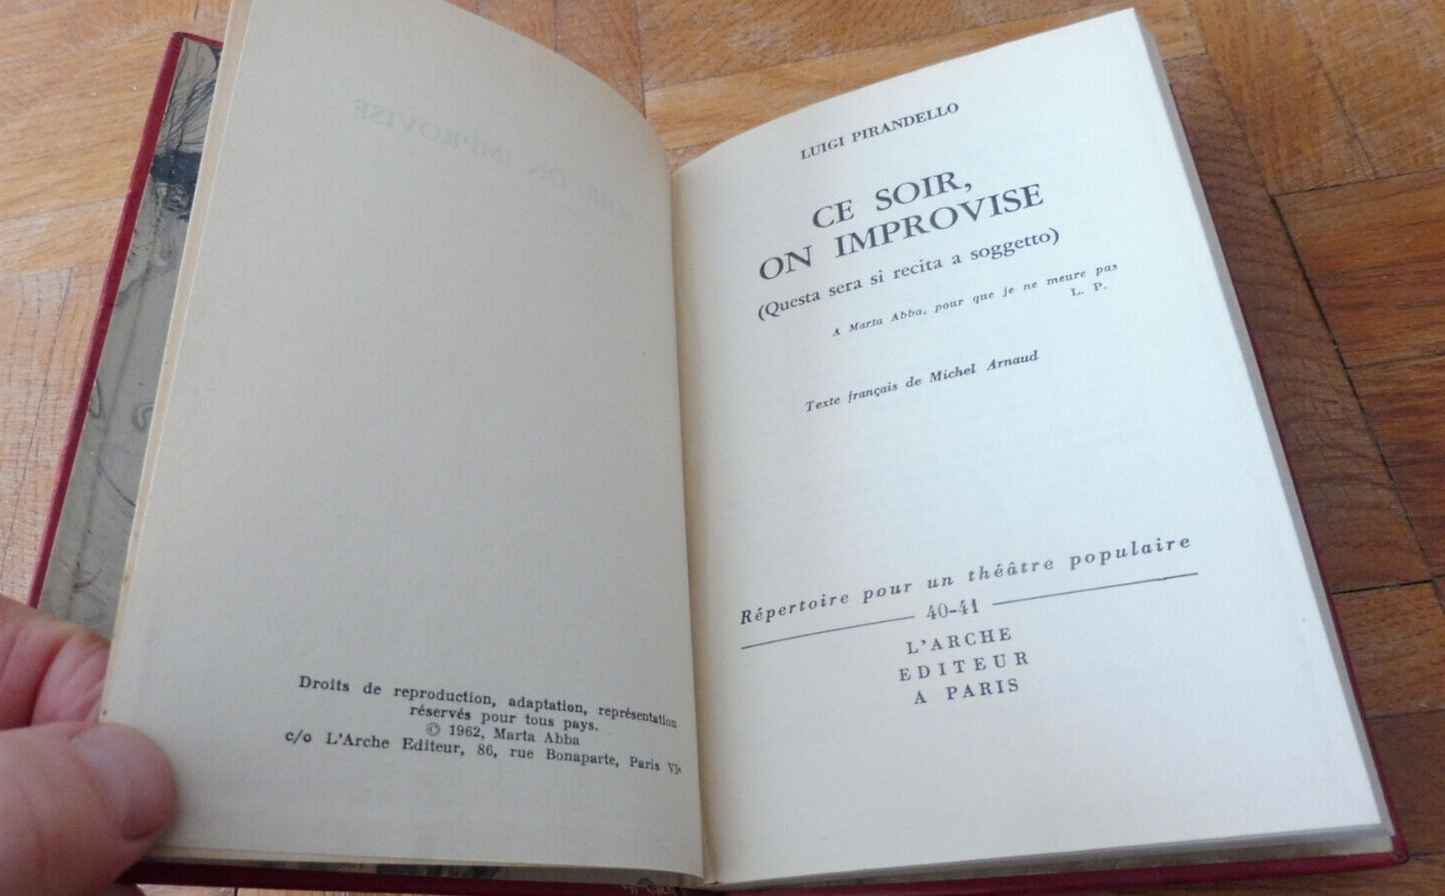 Droits de reproduction, adaptation, représentation
réservés pour tous pays.
© 1962, Marta Abba
c/o L'Arche Editeur, 86, rue Bonaparte, Paris VIe
LUIGI PIRANDELLO
CE SOIR,
ON IMPROVISE
(Questa sera si recita a soggetto)
A Marta Abba, pour que je ne meure pas
L. P.
Texte français de Michel Arnaud
Répertoire pour un théâtre populaire
40-41
L'ARCHE
EDITEUR
A PARIS